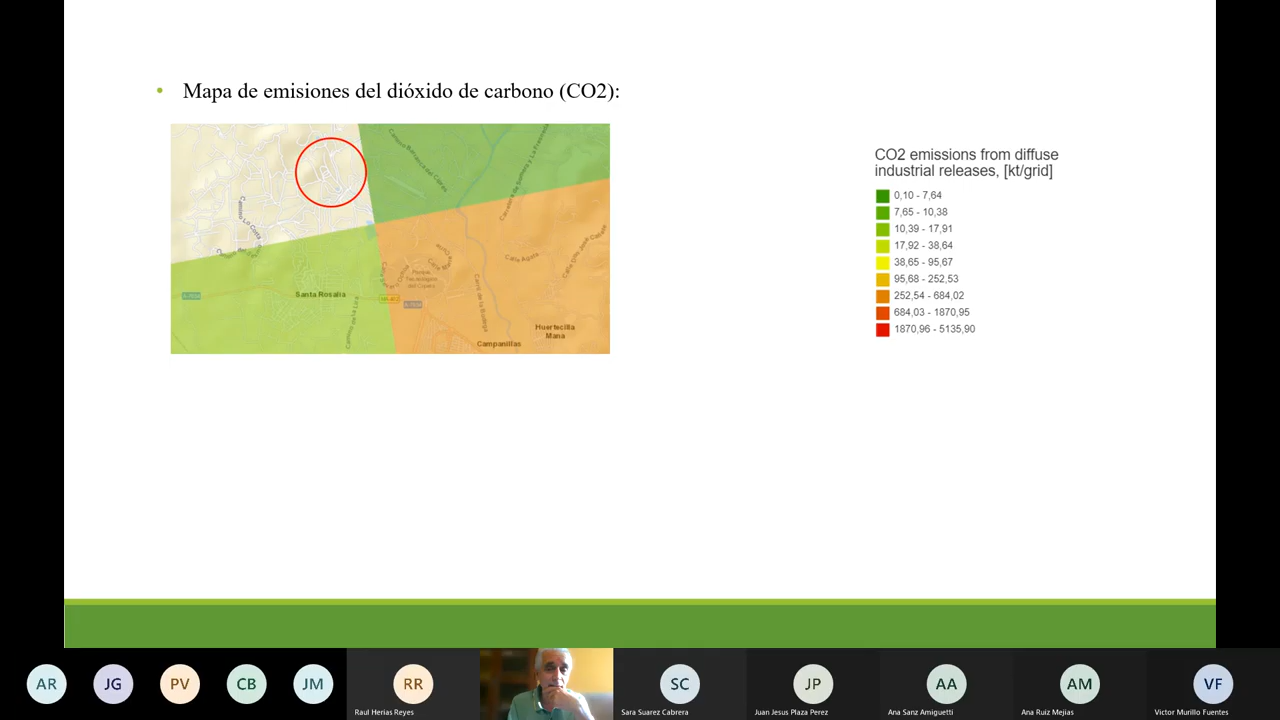 • Mapa de emisiones del dióxido de carbono (CO2):
CO2 emissions from diffuse
industrial releases, [kt/grid]
0,10 - 7,64
7,65 - 10,38
10,39 - 17,91
17,92 - 38,64
38,65 - 95,67
95,68 - 252,53
252,54 - 684,02
684,03 - 1870,95
1870,96 - 5135,90
Santa Rosalía
Campanillas
Huertecilla
Mana
AR
JG
PV
CB
JM
RR
SC
JP
AA
AM
VF
Raul Herias Reyes
Sara Suarez Cabrera
Juan Jesus Plaza Perez
Ana Sanz Amiguetti
Ana Ruiz Mejias
Victor Murillo Fuentes